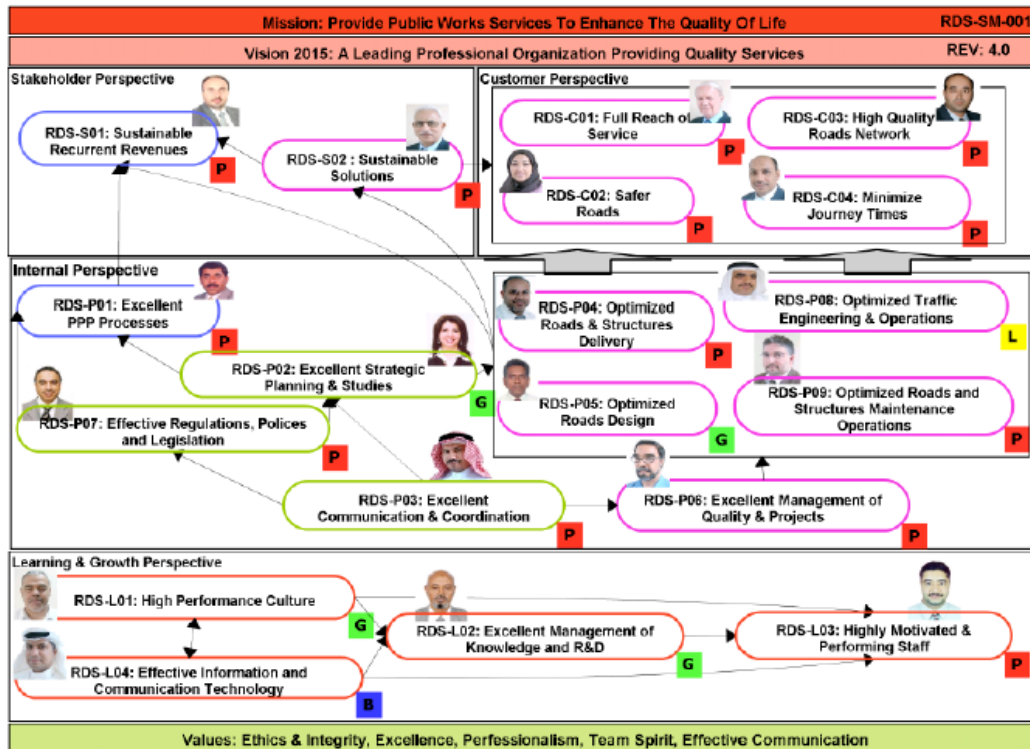 Mission: Provide Public Works Services To Enhance The Quality Of Life
RDS-SM-001
Vision 2015: A Leading Professional Organization Providing Quality Services
REV: 4.0
Stakeholder Perspective
RDS-S01: Sustainable
Recurrent Revenues
P
RDS-S02 : Sustainable
Solutions
P
Customer Perspective
RDS-C01: Full Reach of
Service
P
RDS-C03: High Quality
Roads Network
P
RDS-C02: Safer
Roads
P
RDS-C04: Minimize
Journey Times
P
Internal Perspective
RDS-P01: Excellent
PPP Processes
P
RDS-P02: Excellent Strategic
Planning & Studies
G
RDS-P07: Effective Regulations, Polices
and Legislation
P
RDS-P03: Excellent
Communication & Coordination
P
RDS-P04: Optimized
Roads & Structures
Delivery
P
RDS-P08: Optimized Traffic
Engineering & Operations
L
RDS-P05: Optimized
Roads Design
G
RDS-P09: Optimized Roads and
Structures Maintenance
Operations
P
RDS-P06: Excellent Management of
Quality & Projects
P
Learning & Growth Perspective
RDS-L01: High Performance Culture
G
RDS-L02: Excellent Management of
Knowledge and R&D
G
RDS-L03: Highly Motivated &
Performing Staff
P
RDS-L04: Effective Information and
Communication Technology
B
Values: Ethics & Integrity, Excellence, Perfessionalism, Team Spirit, Effective Communication